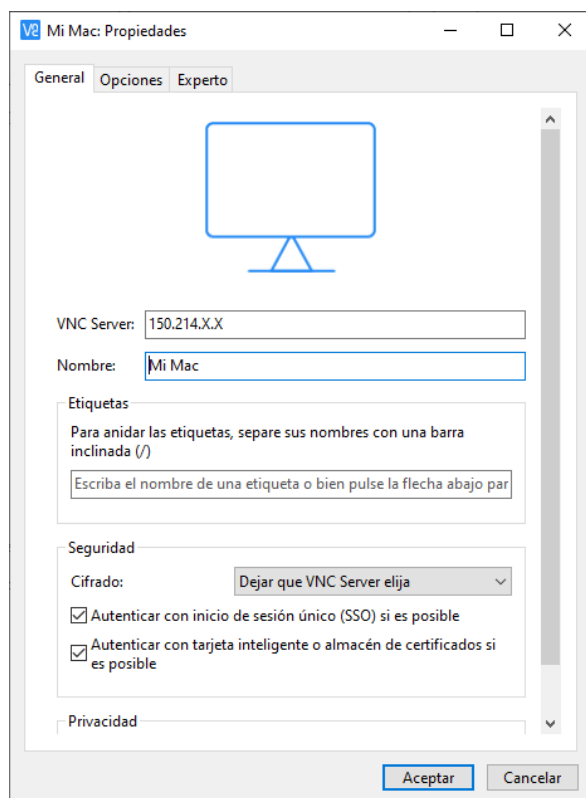 V2 Mi Mac: Propiedades
General Opciones Experto
VNC Server: 150.214.X.X
Nombre: Mi Mac
Etiquetas
Para anidar las etiquetas, separe sus nombres con una barra
inclinada (/)
Escriba el nombre de una etiqueta o bien pulse la flecha abajo par
Seguridad
Cifrado: Dejar que VNC Server elija
Autenticar con inicio de sesión único (SSO) si es posible
Autenticar con tarjeta inteligente o almacén de certificados si
es posible
Privacidad
Aceptar Cancelar